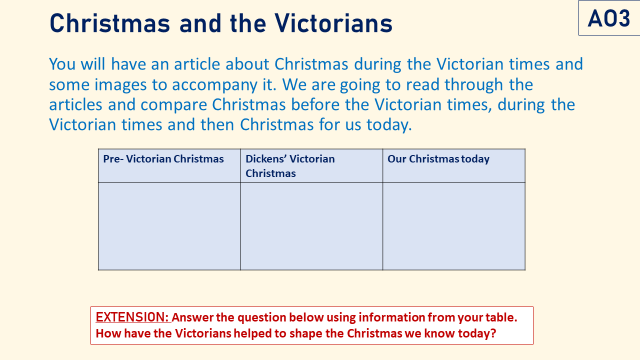 Christmas and the Victorians
AO3
You will have an article about Christmas during the Victorian times and
some images to accompany it. We are going to read through the
articles and compare Christmas before the Victorian times, during the
Victorian times and then Christmas for us today.
Pre- Victorian Christmas
Dickens’ Victorian
Christmas
Our Christmas today
EXTENSION: Answer the question below using information from your table.
How have the Victorians helped to shape the Christmas we know today?